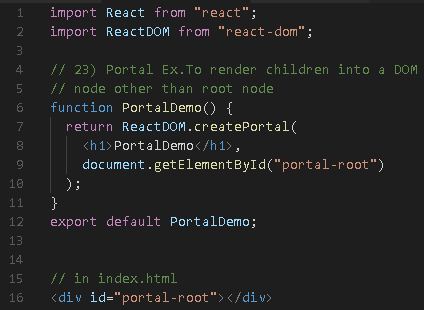 1 import React from "react";
2 import ReactDOM from "react-dom";
3
4 // 23) Portal Ex.To render children into a DOM
5 // node other than root node
6 function PortalDemo() {
7   return ReactDOM.createPortal(
8     <h1>PortalDemo</h1>,
9     document.getElementById("portal-root")
10   );
11 }
12 export default PortalDemo;
13
14
15 // in index.html
16 <div id="portal-root"></div>